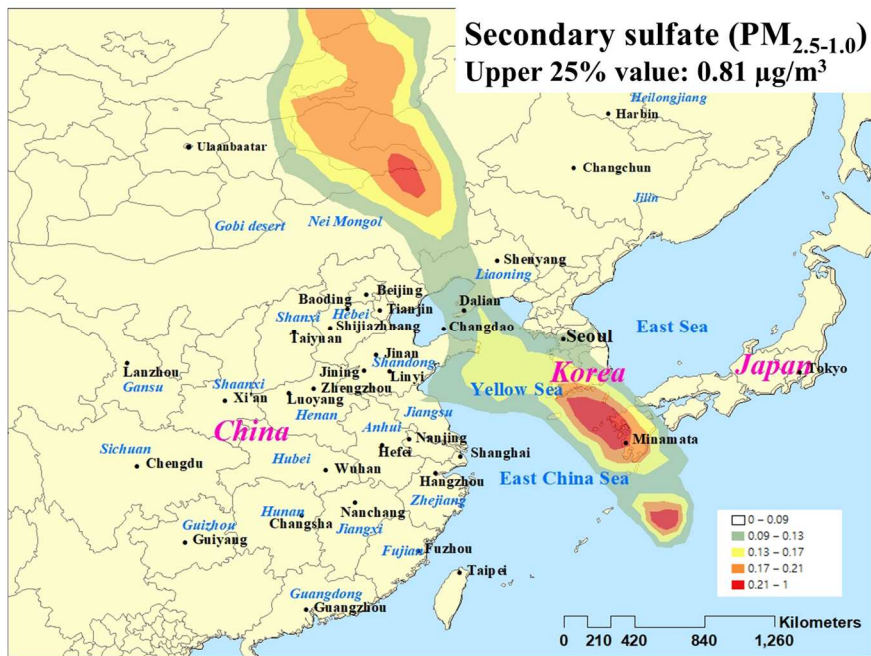 Secondary sulfate (PM2.5-1.0)
Upper 25% value: 0.81 µg/m³
Heilongjiang
Harbin
Ulaanbaatar
Changchun
Jilin
Nei Mongol
Gobi desert
Shenyang
Liaoning
Beijing
Baoding
Dalian
Hebei
Tianjin
Shanxi
Shijiazhuang
Changdao
Taiyuan
Seoul
East Sea
Jinan
Lanzhou
Shandong
Korea
Japan
Tokyo
Jining
Linyi
Gansu
Shaanxi
Zhengzhou
Yellow Sea
Xi'an
Luoyang
Henan
Jiangsu
China
Anhui
Nanjing
Minamata
Sichuan
Hefei
Shanghai
Hubei
Chengdu
Wuhan
Hangzhou
East China Sea
Zhejiang
Nanchang
Hunan
Changsha
Guizhou
Jiangxi
Guiyang
Fujian
Fuzhou
Taipei
Guangdong
Guangzhou
0 – 0.09
0.09 – 0.13
0.13 – 0.17
0.17 – 0.21
0.21 – 1
Kilometers
0 210 420 840 1,260